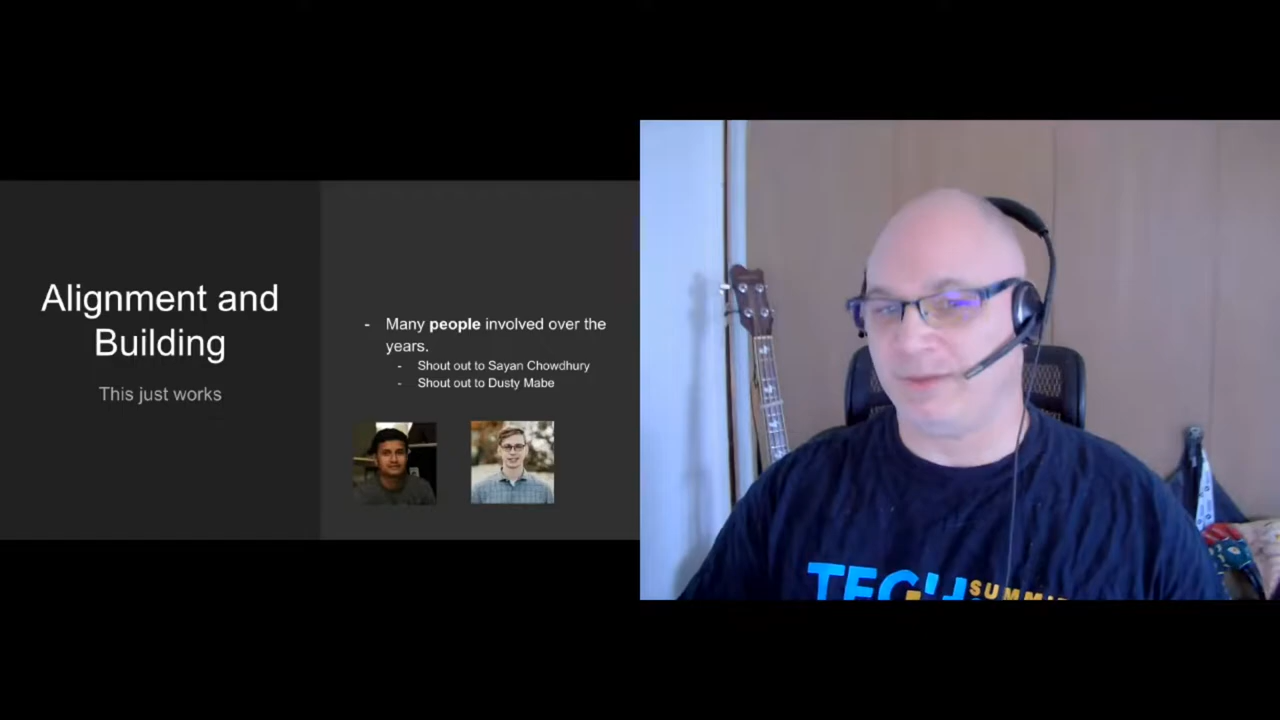 Alignment and
Building
This just works
- Many people involved over the
years.
- Shout out to Sayan Chowdhury
- Shout out to Dusty Mabe
TECH